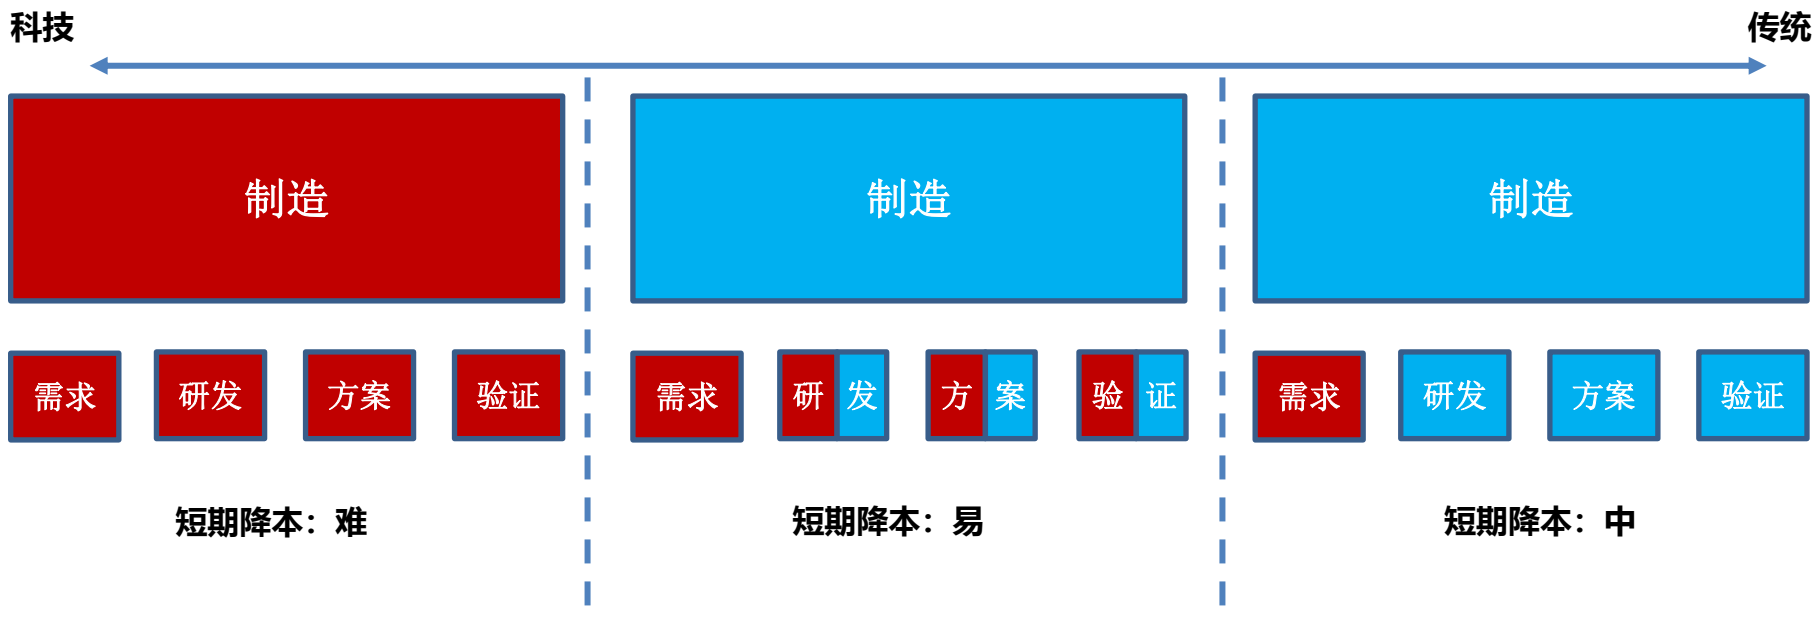 科技
传统
制造
制造
制造
需求
研发
方案
验证
需求
研发
方案
验证
需求
研发
方案
验证
短期降本：难
短期降本：易
短期降本：中